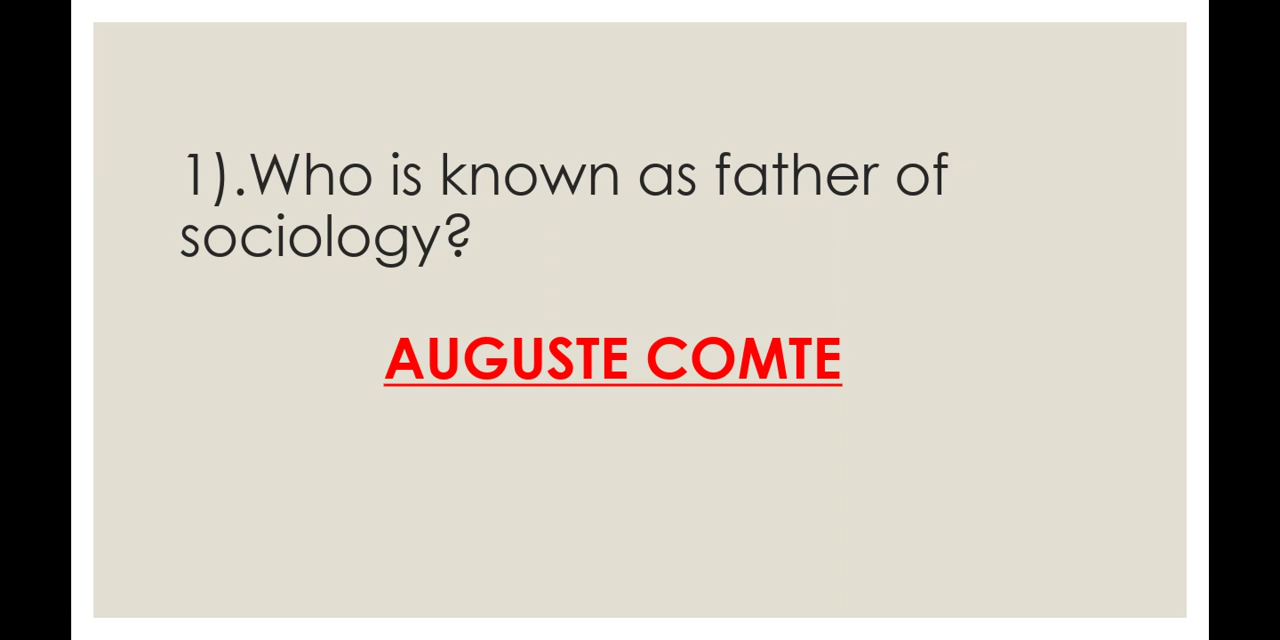 1).Who is known as father of
sociology?
AUGUSTE COMTE